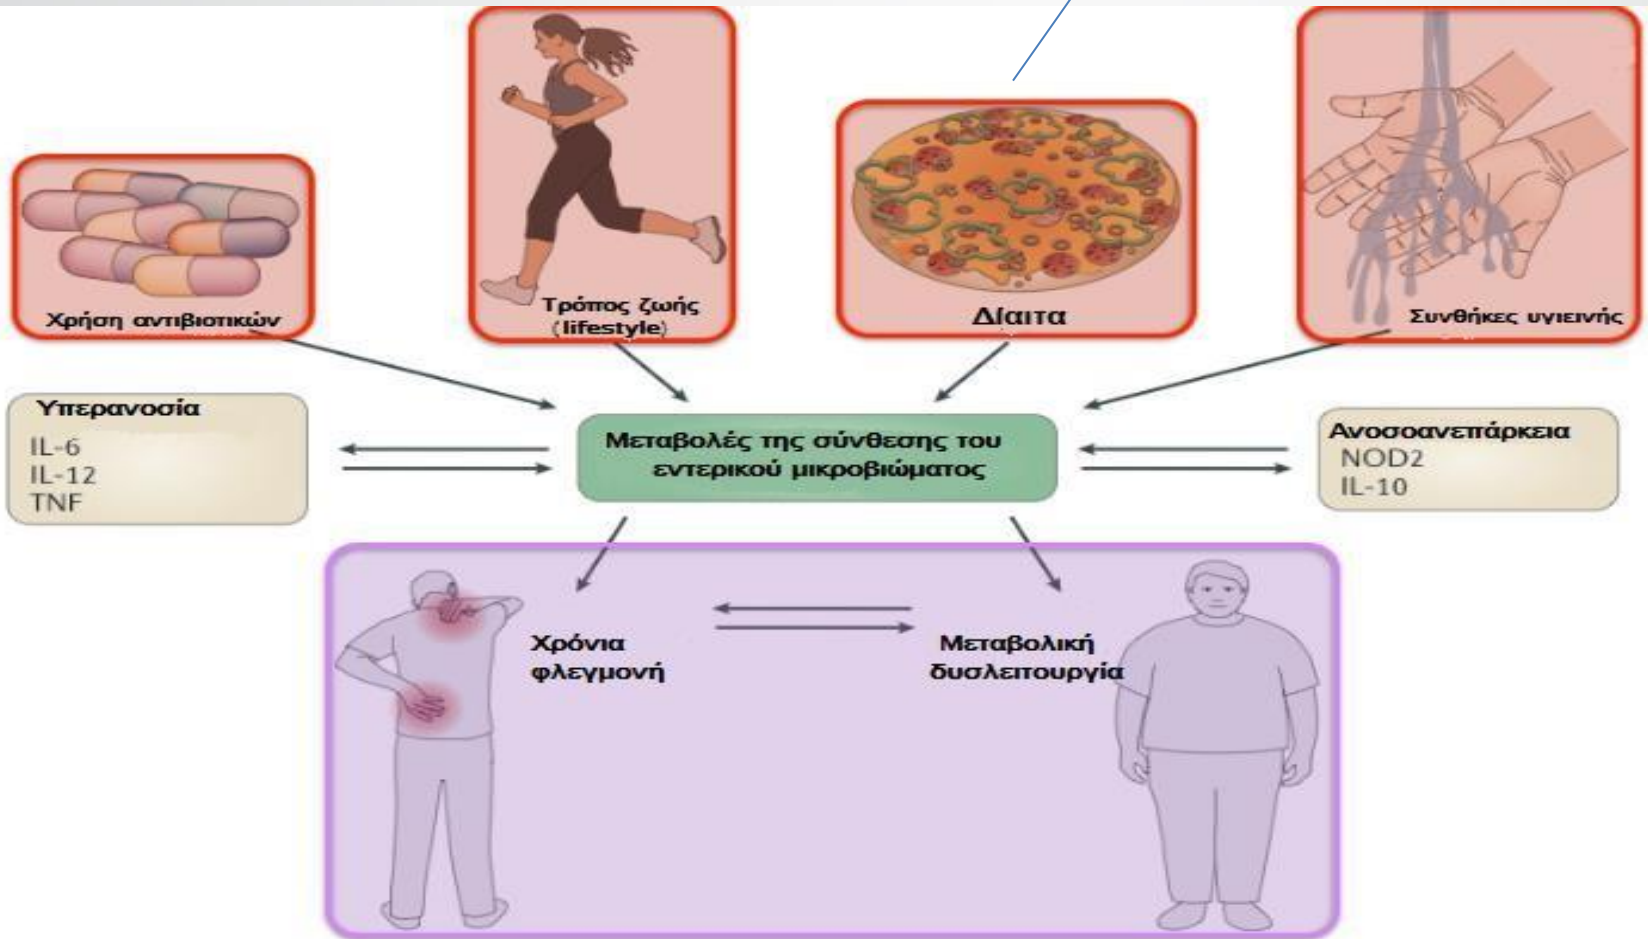 Χρήση αντιβιοτικών
Τρόπος ζωής
(lifestyle)
Δίαιτα
Συνθήκες υγιεινής
Υπερανοσία
IL-6
IL-12
TNF
Μεταβολές της σύνθεσης του
εντερικού μικροβιώματος
Ανοσοανεπάρκεια
NOD2
IL-10
Χρόνια
φλεγμονή
Μεταβολική
δυσλειτουργία